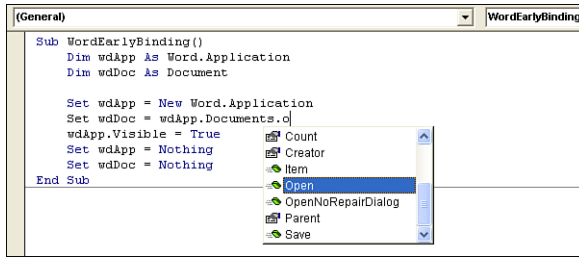 (General)
WordEarlyBinding
Sub WordEarlyBinding()
Dim wdApp As Word.Application
Dim wdDoc As Document
Set wdApp = New Word.Application
Set wdDoc = wdApp.Documents.o
wdApp.Visible = True
Set wdApp = Nothing
Set wdDoc = Nothing
End Sub
Count
Creator
Item
Open
OpenNoRepairDialog
Parent
Save